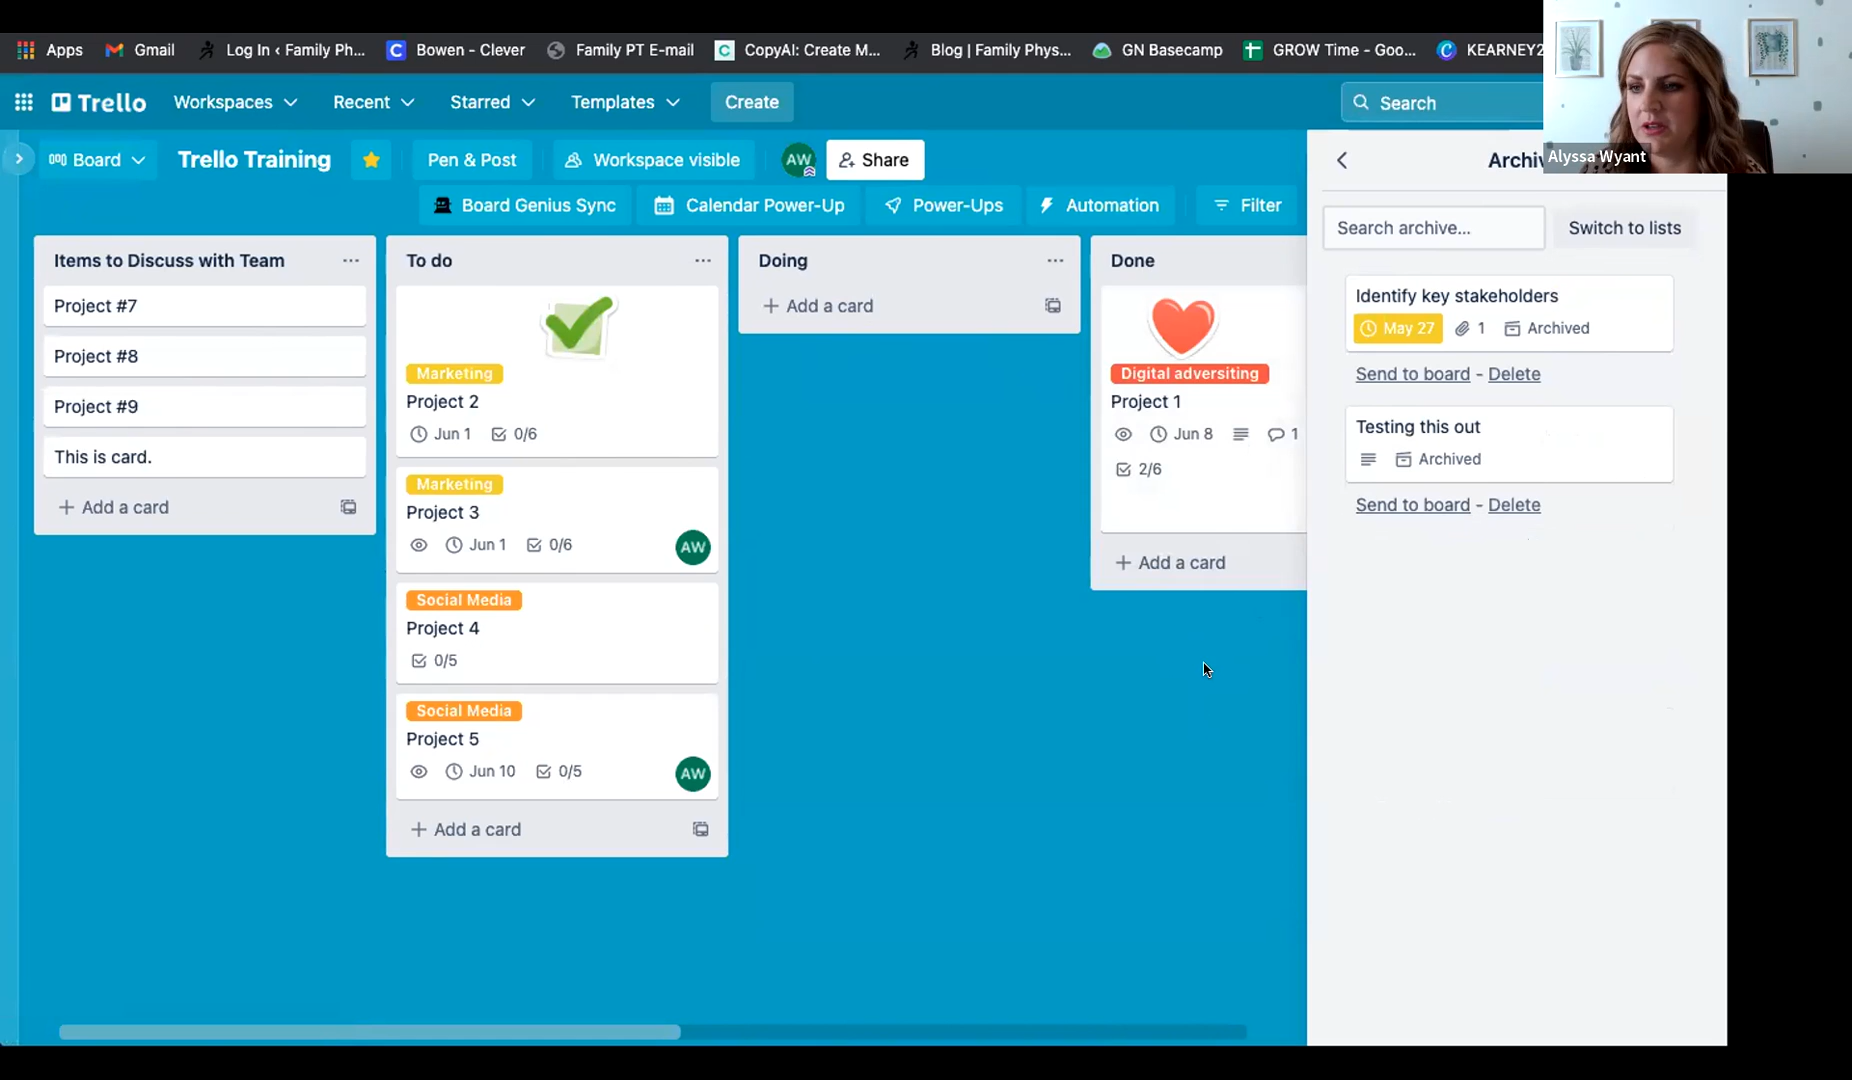 Apps
Gmail
Log In ‹ Family Ph...
Bowen - Clever
Family PT E-mail
CopyAI: Create M...
Blog | Family Phys...
GN Basecamp
GROW Time - Goo...
KEARNEY2
Trello
Workspaces
Recent
Starred
Templates
Create
Search
Alyssa Wyant
Board
Trello Training
Pen & Post
Workspace visible
AW
Share
Board Genius Sync
Calendar Power-Up
Power-Ups
Automation
Filter
Items to Discuss with Team
Project #7
Project #8
Project #9
This is card.
+ Add a card
To do
Marketing
Project 2
Jun 1 0/6
Marketing
Project 3
Jun 1 0/6
AW
Social Media
Project 4
0/5
Social Media
Project 5
Jun 10 0/5
AW
+ Add a card
Doing
+ Add a card
Done
Digital adversiting
Project 1
Jun 8 1
2/6
+ Add a card
Search archive...
Switch to lists
Identify key stakeholders
May 27 1 Archived
Send to board - Delete
Testing this out
Archived
Send to board - Delete